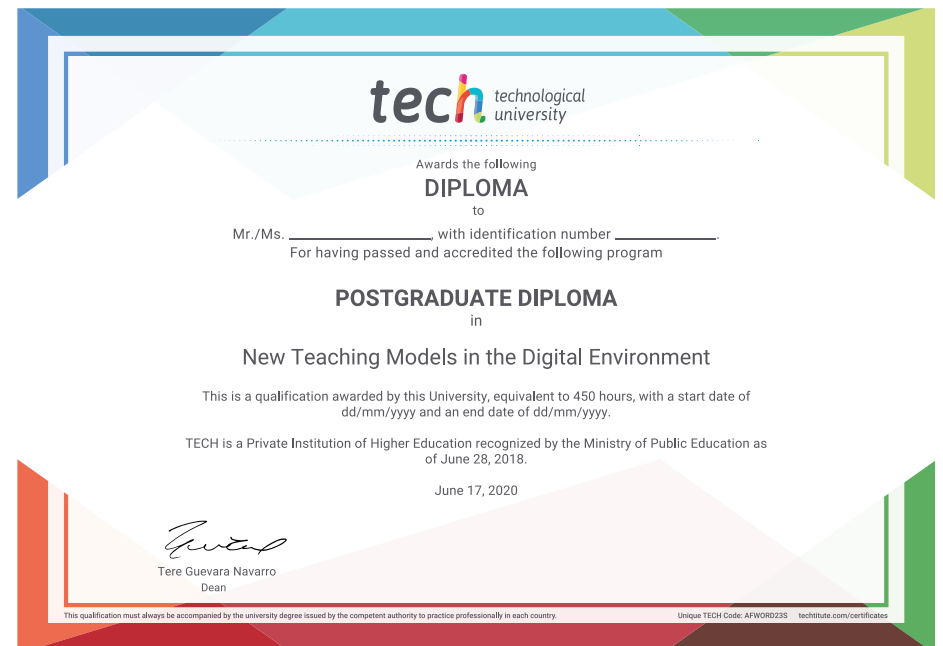 tech technological
university
Awards the following
DIPLOMA
to
Mr./Ms. ________________, with identification number ____________.
For having passed and accredited the following program
POSTGRADUATE DIPLOMA
in
New Teaching Models in the Digital Environment
This is a qualification awarded by this University, equivalent to 450 hours, with a start date of
dd/mm/yyyy and an end date of dd/mm/yyyy.
TECH is a Private Institution of Higher Education recognized by the Ministry of Public Education as
of June 28, 2018.
June 17, 2020
Tere Guevara Navarro
Dean
This qualification must always be accompanied by the university degree issued by the competent authority to practice professionally in each country. Unique TECH Code: AFWORD23S techtitute.com/certificates